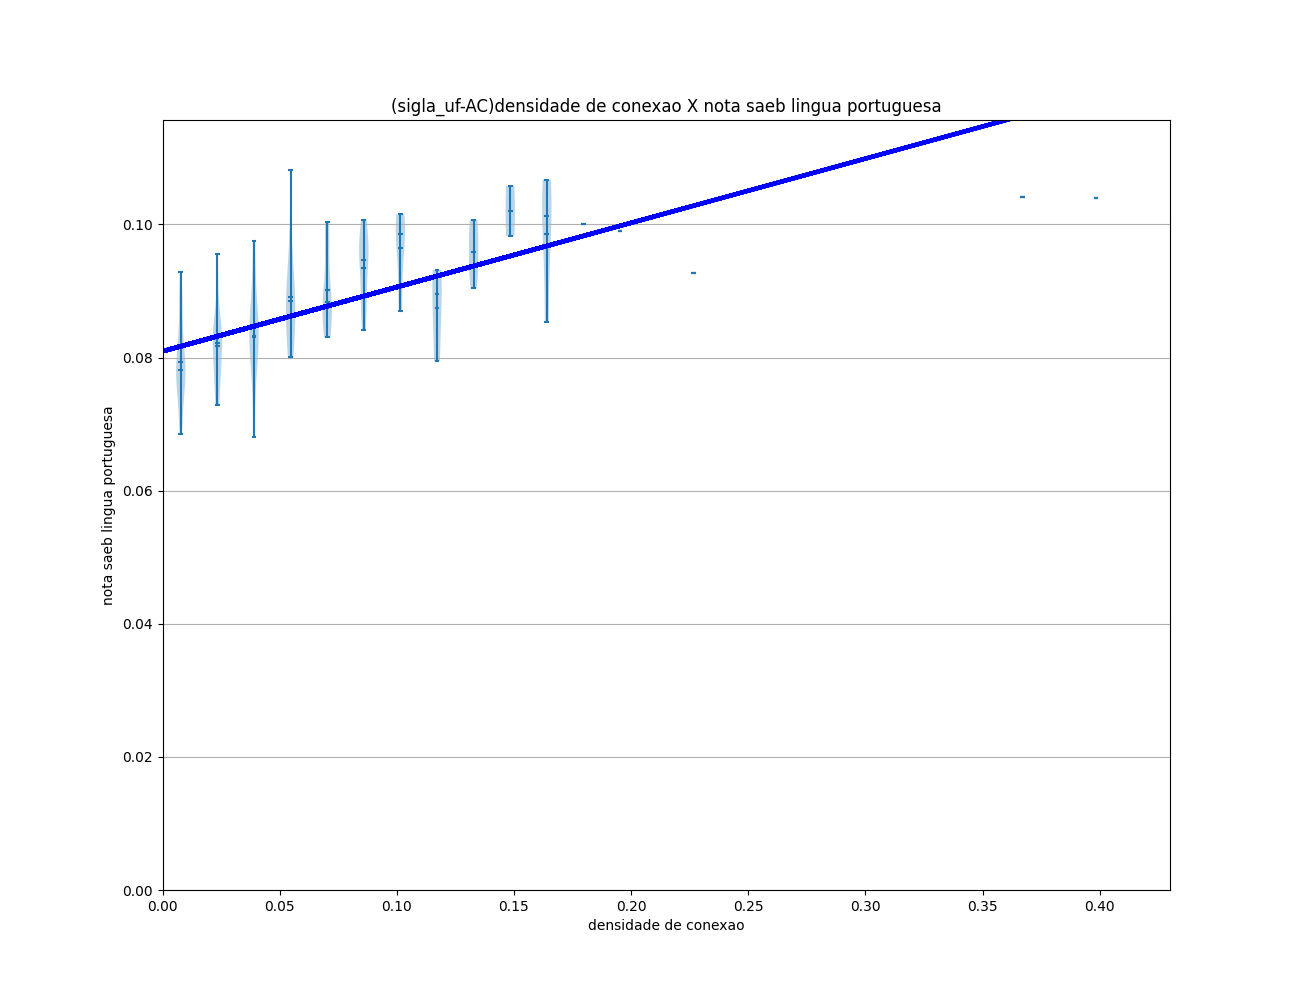 (sigla_uf-AC)densidade de conexao X nota saeb lingua portuguesa
nota saeb lingua portuguesa
0.10
0.08
0.06
0.04
0.02
0.00
0.00 0.05 0.10 0.15 0.20 0.25 0.30 0.35 0.40
densidade de conexao